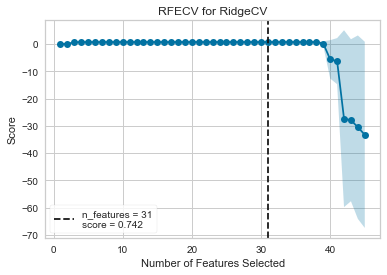 RFECV for RidgeCV
Score
0
−10
−20
−30
−40
−50
−60
−70
n_features = 31
score = 0.742
0
10
20
30
40
Number of Features Selected